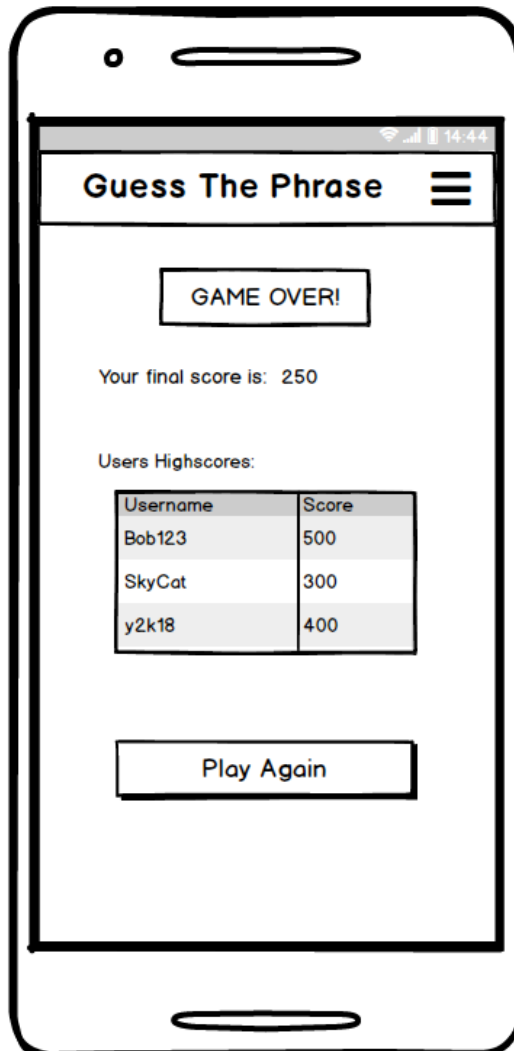 14:44
Guess The Phrase
GAME OVER!
Your final score is: 250
Users Highscores:
Username Score
Bob123 500
SkyCat 300
y2k18 400
Play Again